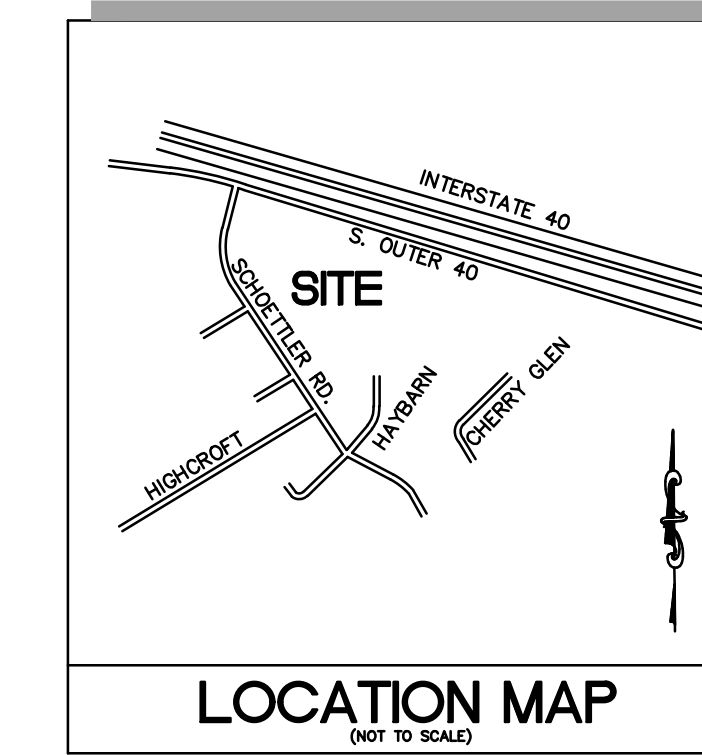 INTERSTATE 40
S. OUTER 40
SITE
SCHOETTLER RD.
HAYBARN
CHERRY GLEN
HIGHCROFT
LOCATION MAP
(NOT TO SCALE)